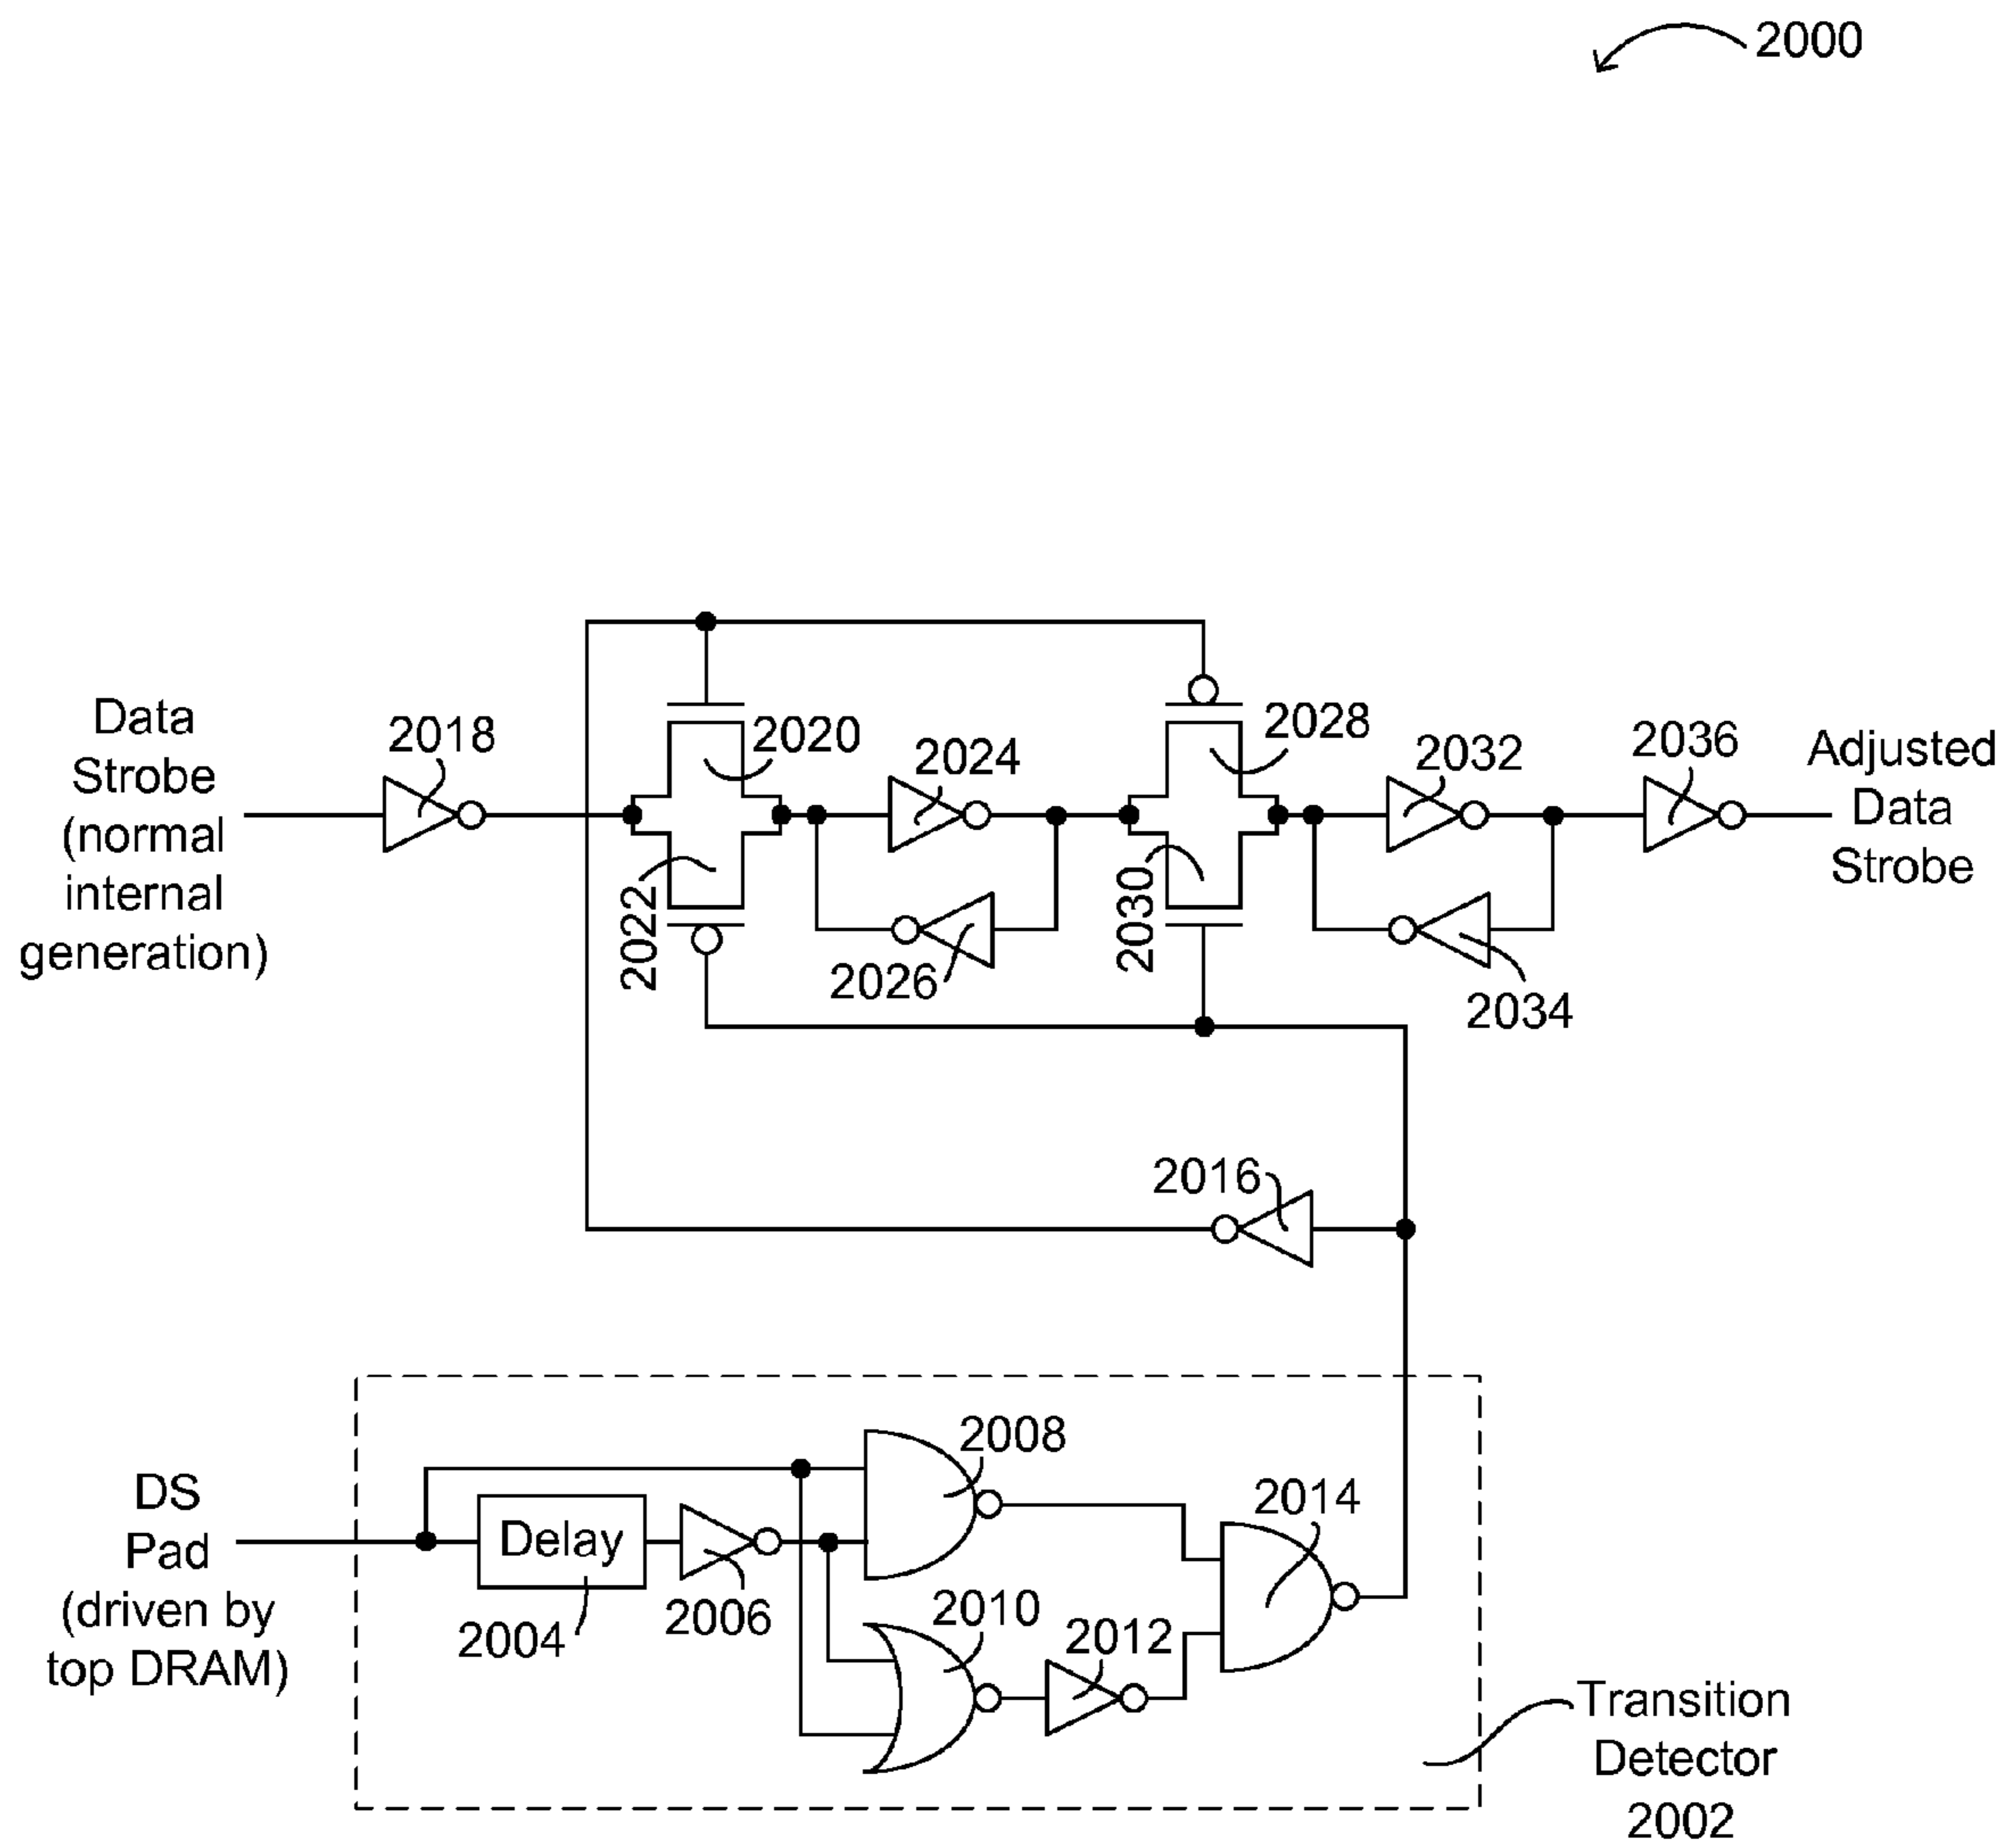 2000
Data
Strobe
(normal
internal
generation)
2018
2020
2022
2024
2026
2028
2030
2032
2034
2036
Adjusted
Data
Strobe
2016
DS
Pad
(driven by
top DRAM)
Delay
2004
2006
2008
2010
2012
2014
Transition
Detector
2002